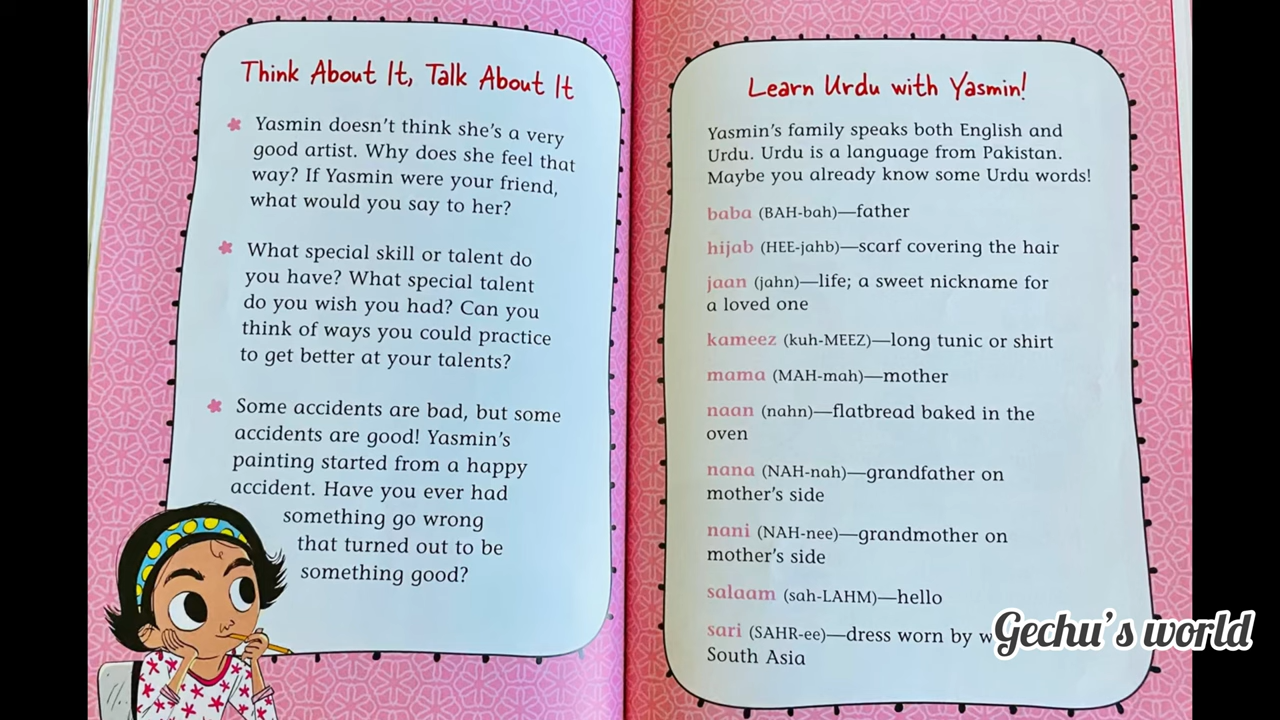 Think About It, Talk About It
Yasmin doesn't think she's a very
good artist. Why does she feel that
way? If Yasmin were your friend,
what would you say to her?
What special skill or talent do
you have? What special talent
do you wish you had? Can you
think of ways you could practice
to get better at your talents?
Some accidents are bad, but some
accidents are good! Yasmin's
painting started from a happy
accident. Have you ever had
something go wrong
that turned out to be
something good?
Learn Urdu with Yasmin!
Yasmin's family speaks both English and
Urdu. Urdu is a language from Pakistan.
Maybe you already know some Urdu words!
baba (BAH-bah)—father
hijab (HEE-jahb)—scarf covering the hair
jaan (jahn)—life; a sweet nickname for
a loved one
kameez (kuh-MEEZ)—long tunic or shirt
mama (MAH-mah)—mother
naan (nahn)—flatbread baked in the
oven
nana (NAH-nah)—grandfather on
mother's side
nani (NAH-nee)—grandmother on
mother's side
salaam (sah-LAHM)—hello
sari (SAHR-ee)—dress worn by
South Asia
Gechu's world